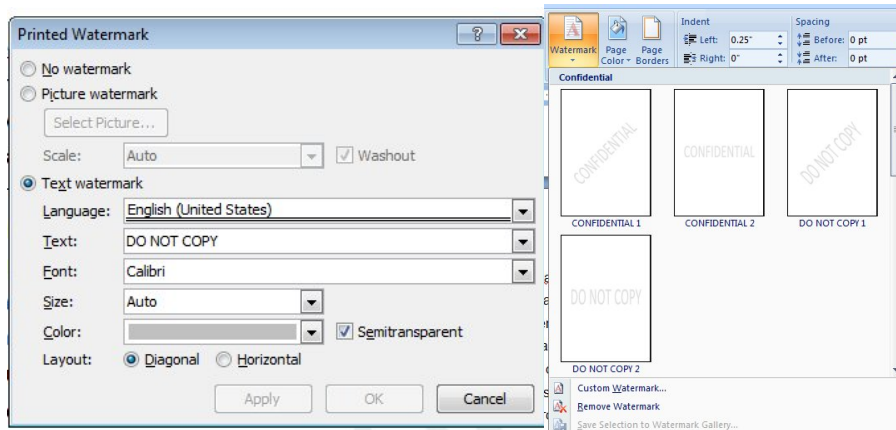 Printed Watermark
No watermark
Picture watermark
Select Picture...
Scale: Auto Washout
Text watermark
Language: English (United States)
Text: DO NOT COPY
Font: Calibri
Size: Auto
Color: Semitransparent
Layout: Diagonal Horizontal
Apply OK Cancel
Watermark
Page Color
Page Borders
Indent
Left: 0.25"
Right: 0"
Spacing
Before: 0 pt
After: 0 pt
Confidential
CONFIDENTIAL CONFIDENTIAL DO NOT COPY
CONFIDENTIAL 1 CONFIDENTIAL 2 DO NOT COPY 1
DO NOT COPY
DO NOT COPY 2
Custom Watermark...
Remove Watermark
Save Selection to Watermark Gallery...